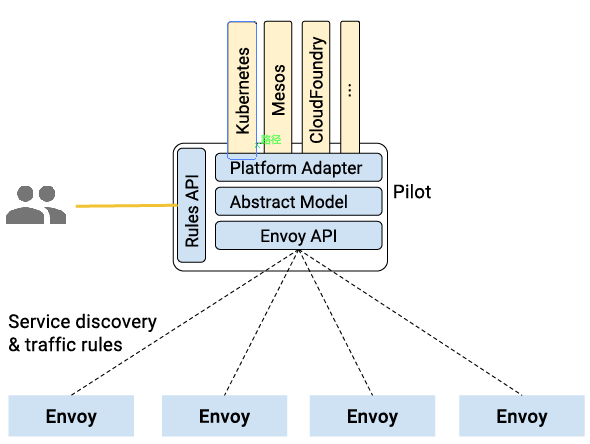 Kubernetes
Mesos
CloudFoundry
...
路径
Rules API
Platform Adapter
Abstract Model
Envoy API
Pilot
Service discovery
& traffic rules
Envoy
Envoy
Envoy
Envoy